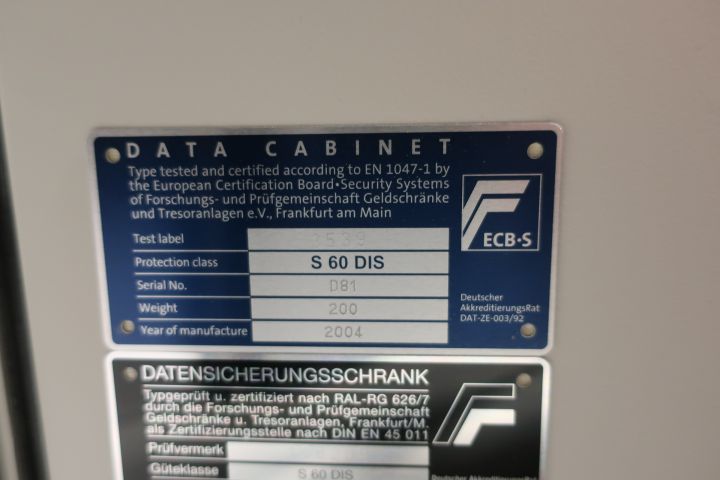 DATA CABINET
Type tested and certified according to EN 1047-1 by
the European Certification Board•Security Systems
of Forschungs- und Prüfgemeinschaft Geldschränke
und Tresoranlagen e.V., Frankfurt am Main
ECB•S
Test label
Protection class S 60 DIS
Serial No. D81
Weight 200
Year of manufacture 2004
Deutscher
AkkreditierungsRat
DAT-ZE-003/92
DATENSICHERUNGSSCHRANK
Typgeprüft u. zertifiziert nach RAL-RG 626/7
durch die Forschungs- und Prüfgemeinschaft
Geldschränke u. Tresoranlagen, Frankfurt/M.
als Zertifizierungsstelle nach DIN EN 45 011
Prüfvermerk
Güteklasse S 60 DIS
Deutscher AkkreditierungsRat